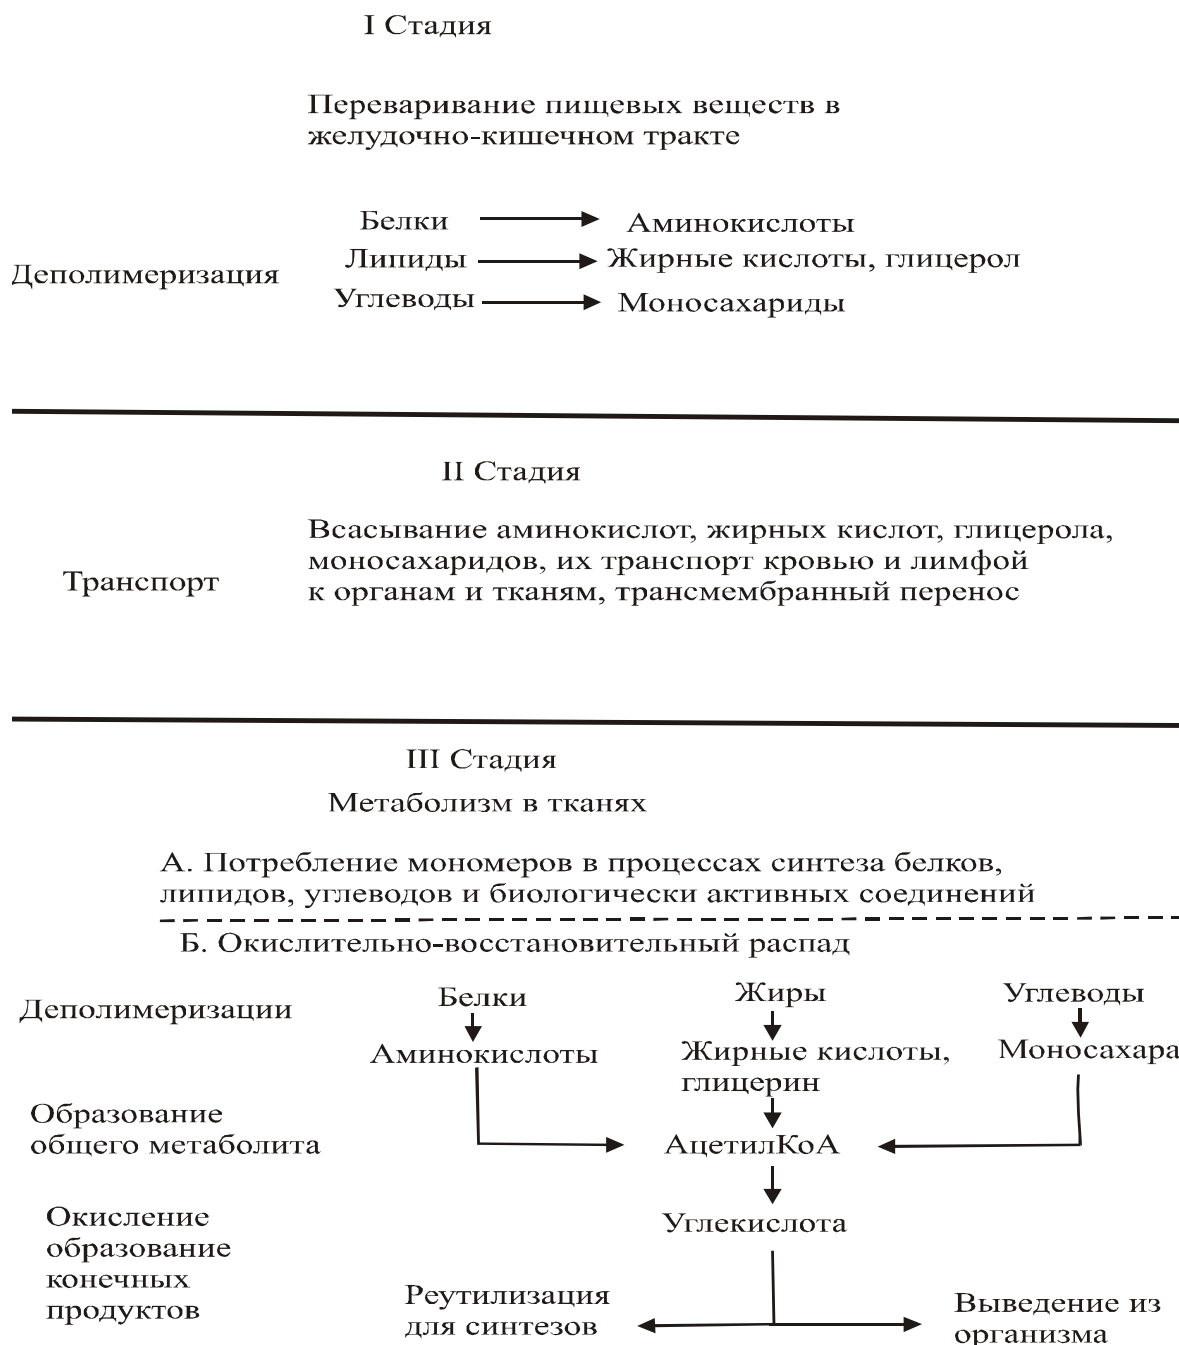 I Стадия
Переваривание пищевых веществ в
желудочно-кишечном тракте
Деполимеризация
Белки
Аминокислоты
Липиды
Жирные кислоты, глицерол
Углеводы
Моносахариды
II Стадия
Транспорт
Всасывание аминокислот, жирных кислот, глицерола,
моносахаридов, их транспорт кровью и лимфой
к органам и тканям, трансмембранный перенос
III Стадия
Метаболизм в тканях
А. Потребление мономеров в процессах синтеза белков,
липидов, углеводов и биологически активных соединений
Б. Окислительно-восстановительный распад
Деполимеризации
Белки
Жиры
Углеводы
Аминокислоты
Жирные кислоты,
глицерин
Моносахара
Образование
общего метаболита
АцетилКоА
Окисление
образование
конечных
продуктов
Углекислота
Реутилизация
для синтезов
Выведение из
организма